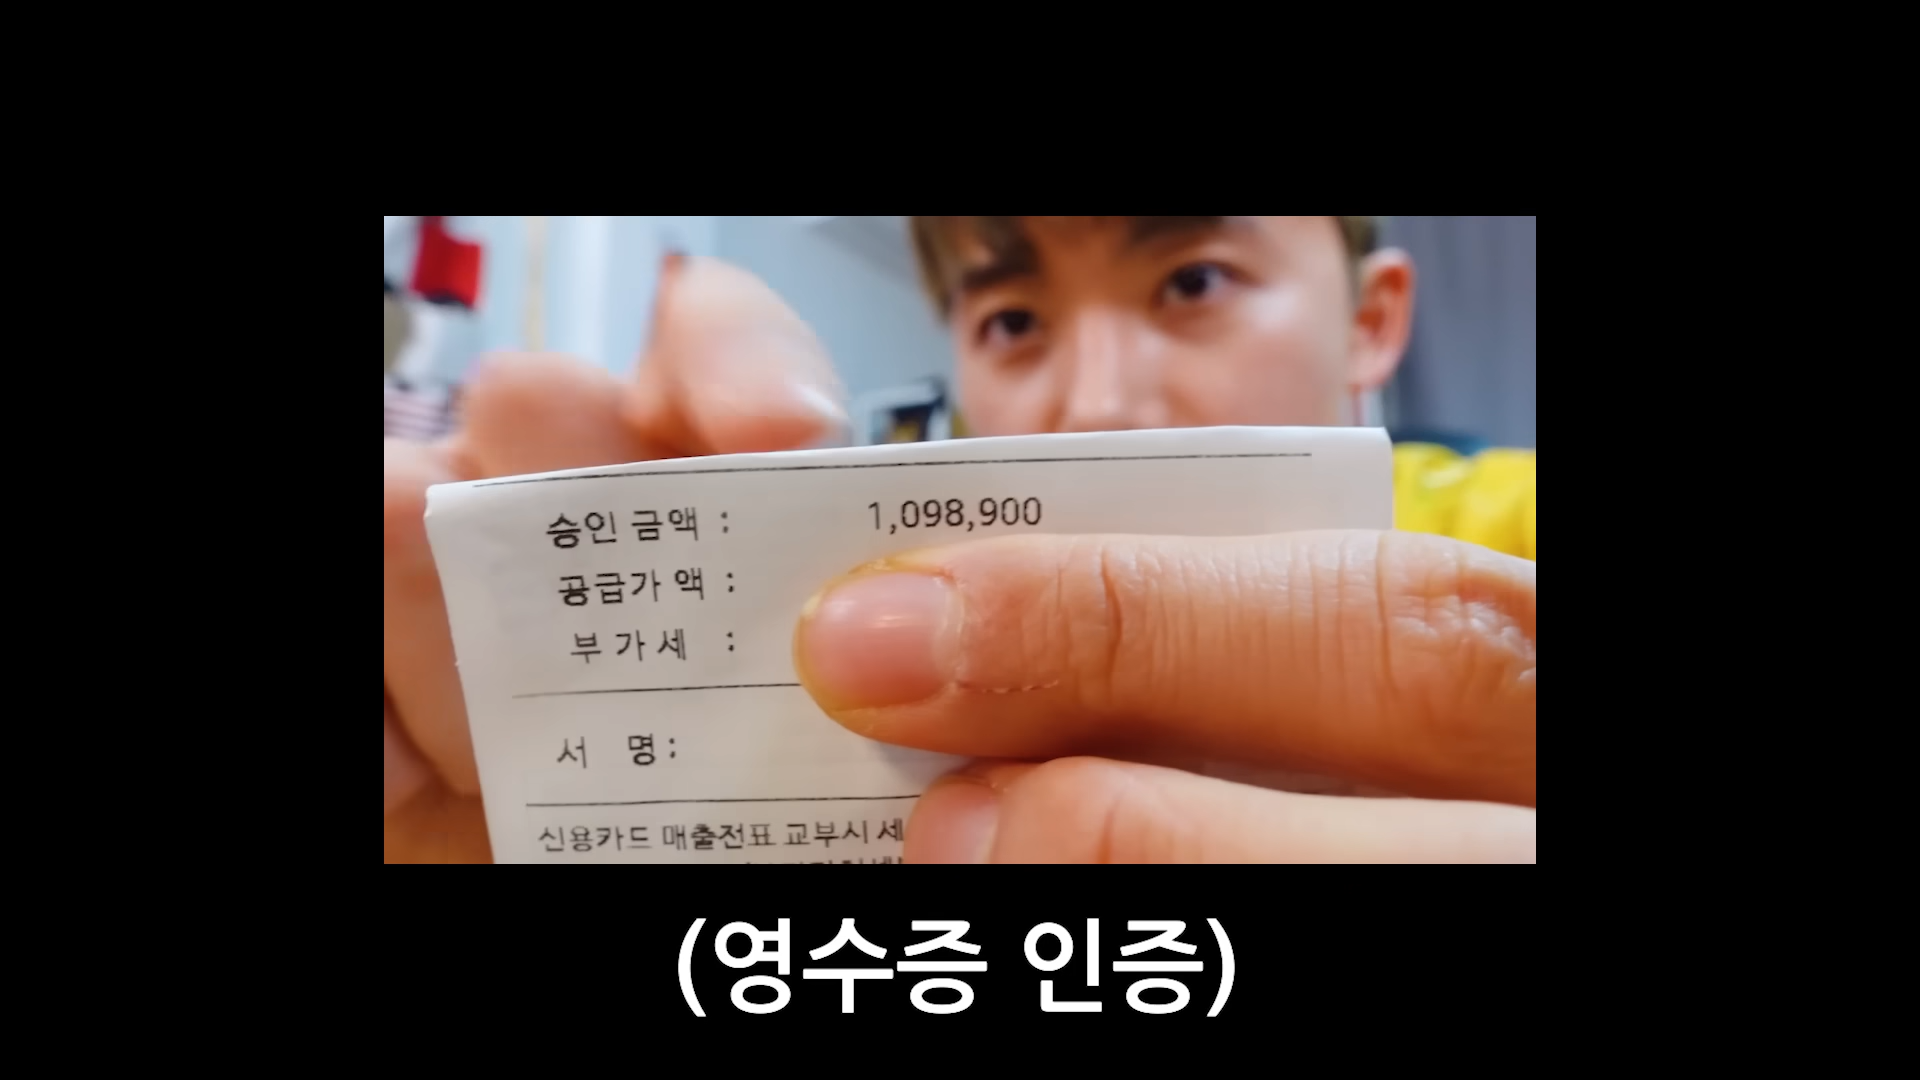 승인 금액 : 1,098,900
공급가 액 :
부 가 세 :
서 명 :
신용카드 매출전표 교부시 세
(영수증 인증)